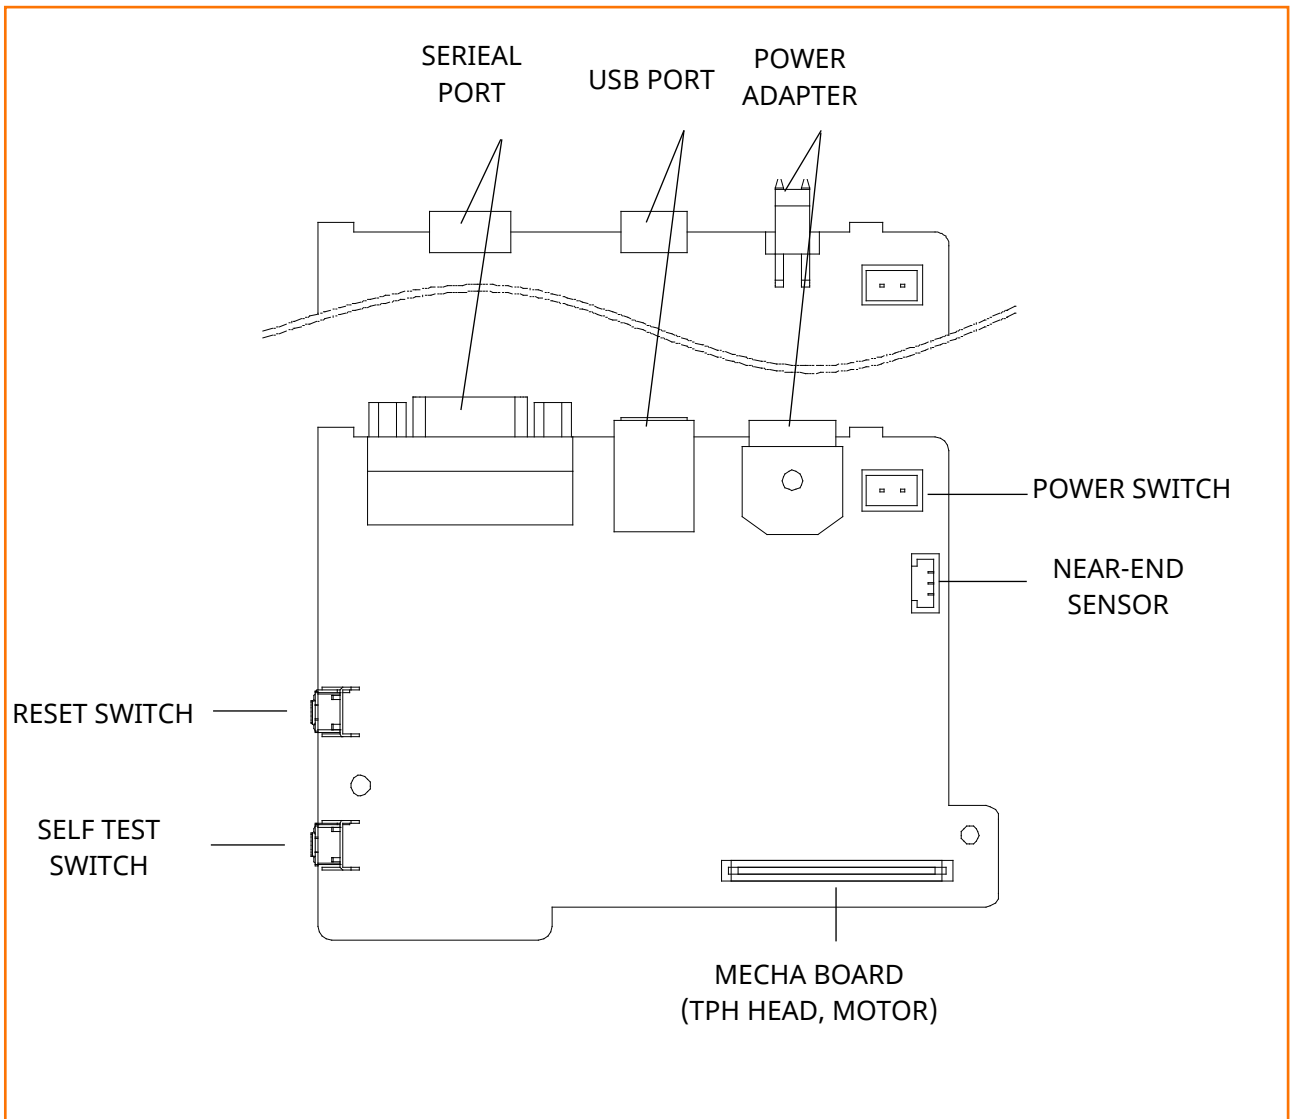 SERIEAL
PORT
USB PORT
POWER
ADAPTER
POWER SWITCH
NEAR-END
SENSOR
RESET SWITCH
SELF TEST
SWITCH
MECHA BOARD
(TPH HEAD, MOTOR)